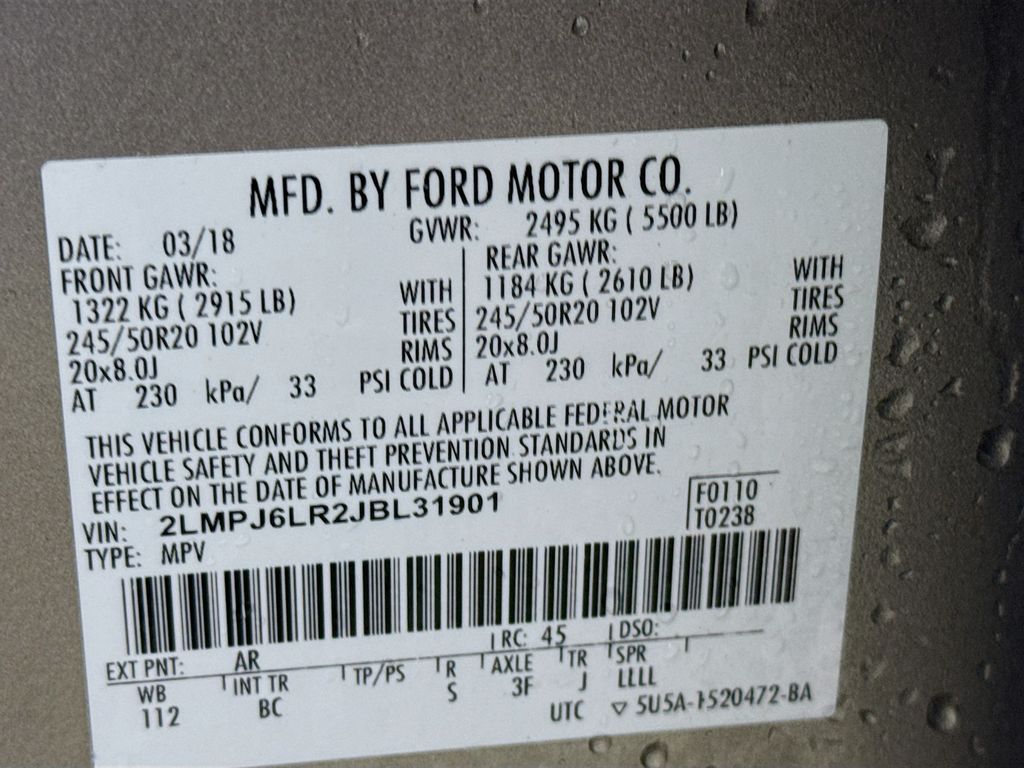 MFD. BY FORD MOTOR CO.
DATE: 03/18 GVWR: 2495 KG ( 5500 LB)
FRONT GAWR: REAR GAWR:
1322 KG ( 2915 LB) WITH 1184 KG ( 2610 LB) WITH
245/50R20 102V TIRES 245/50R20 102V TIRES
20x8.0J RIMS 20x8.0J RIMS
AT 230 kPa/ 33 PSI COLD AT 230 kPa/ 33 PSI COLD
THIS VEHICLE CONFORMS TO ALL APPLICABLE FEDERAL MOTOR
VEHICLE SAFETY AND THEFT PREVENTION STANDARDS IN
EFFECT ON THE DATE OF MANUFACTURE SHOWN ABOVE.
VIN: 2LMPJ6LR2JBL31901 F0110
TYPE: MPV T0238
EXT PNT: AR RC: 45 DSO:
WB INT TR TP/PS R AXLE TR SPR
112 BC S 3F J LLLL
UTC ▽ 5U5A-1520472-BA